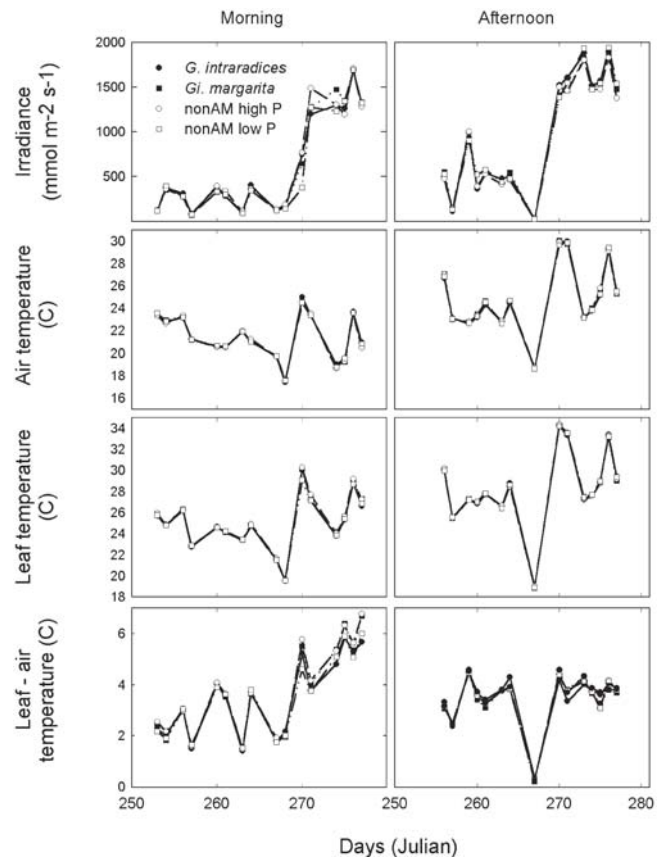 Morning
Afternoon
Irradiance
(mmol m-2 s-1)
2000
1500
1000
500
G. intraradices
Gi. margarita
nonAM high P
nonAM low P
Air temperature
(C)
30
28
26
24
22
20
18
16
Leaf temperature
(C)
34
32
30
28
26
24
22
20
18
Leaf - air
temperature (C)
6
4
2
0
250 260 270 250 260 270 280
Days (Julian)